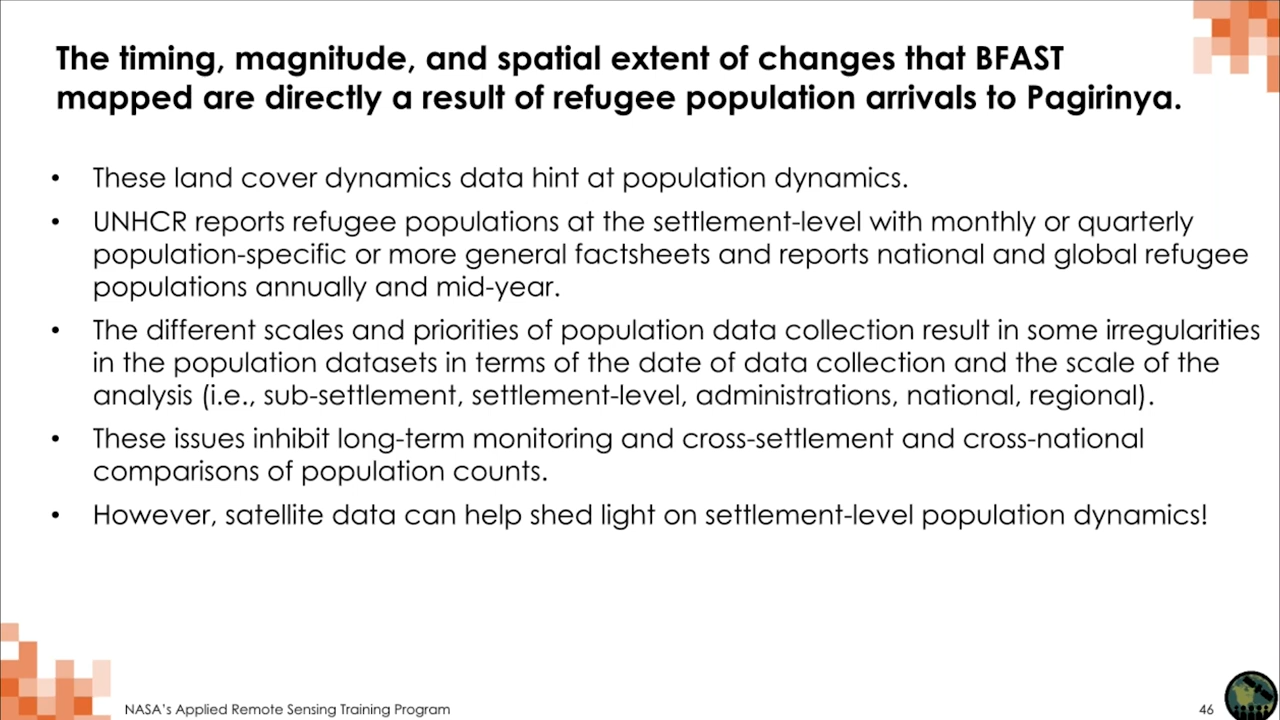 The timing, magnitude, and spatial extent of changes that BFAST
mapped are directly a result of refugee population arrivals to Pagirinya.
• These land cover dynamics data hint at population dynamics.
• UNHCR reports refugee populations at the settlement-level with monthly or quarterly
population-specific or more general factsheets and reports national and global refugee
populations annually and mid-year.
• The different scales and priorities of population data collection result in some irregularities
in the population datasets in terms of the date of data collection and the scale of the
analysis (i.e., sub-settlement, settlement-level, administrations, national, regional).
• These issues inhibit long-term monitoring and cross-settlement and cross-national
comparisons of population counts.
• However, satellite data can help shed light on settlement-level population dynamics!
NASA's Applied Remote Sensing Training Program
46